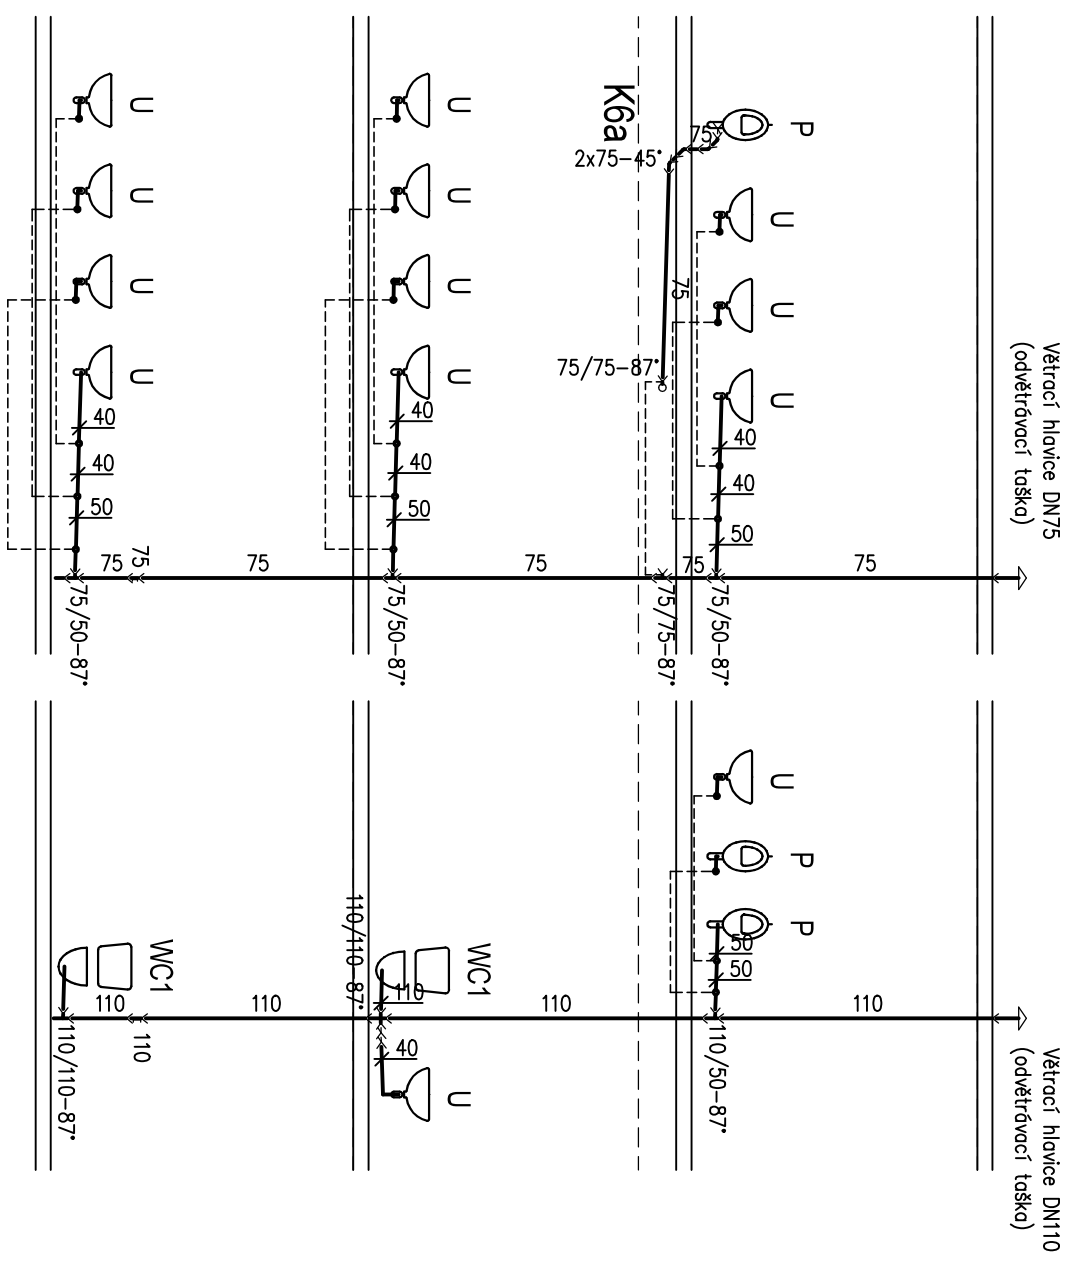 Větrací hlavice DN75
(odvětrávací taška)
P
U
U
U
K6a
75
2x75-45°
75
75/75-87°
40
40
50
75
75
75/50-87°
75/75-87°
75
U
U
U
U
40
40
50
75
75/50-87°
U
U
U
U
40
40
50
75
75
75/50-87°
Větrací hlavice DN110
(odvětrávací taška)
U
P
P
50
50
110
110/50-87°
110
WC1
110/110-87°
110
40
U
110
WC1
110
110
110/110-87°